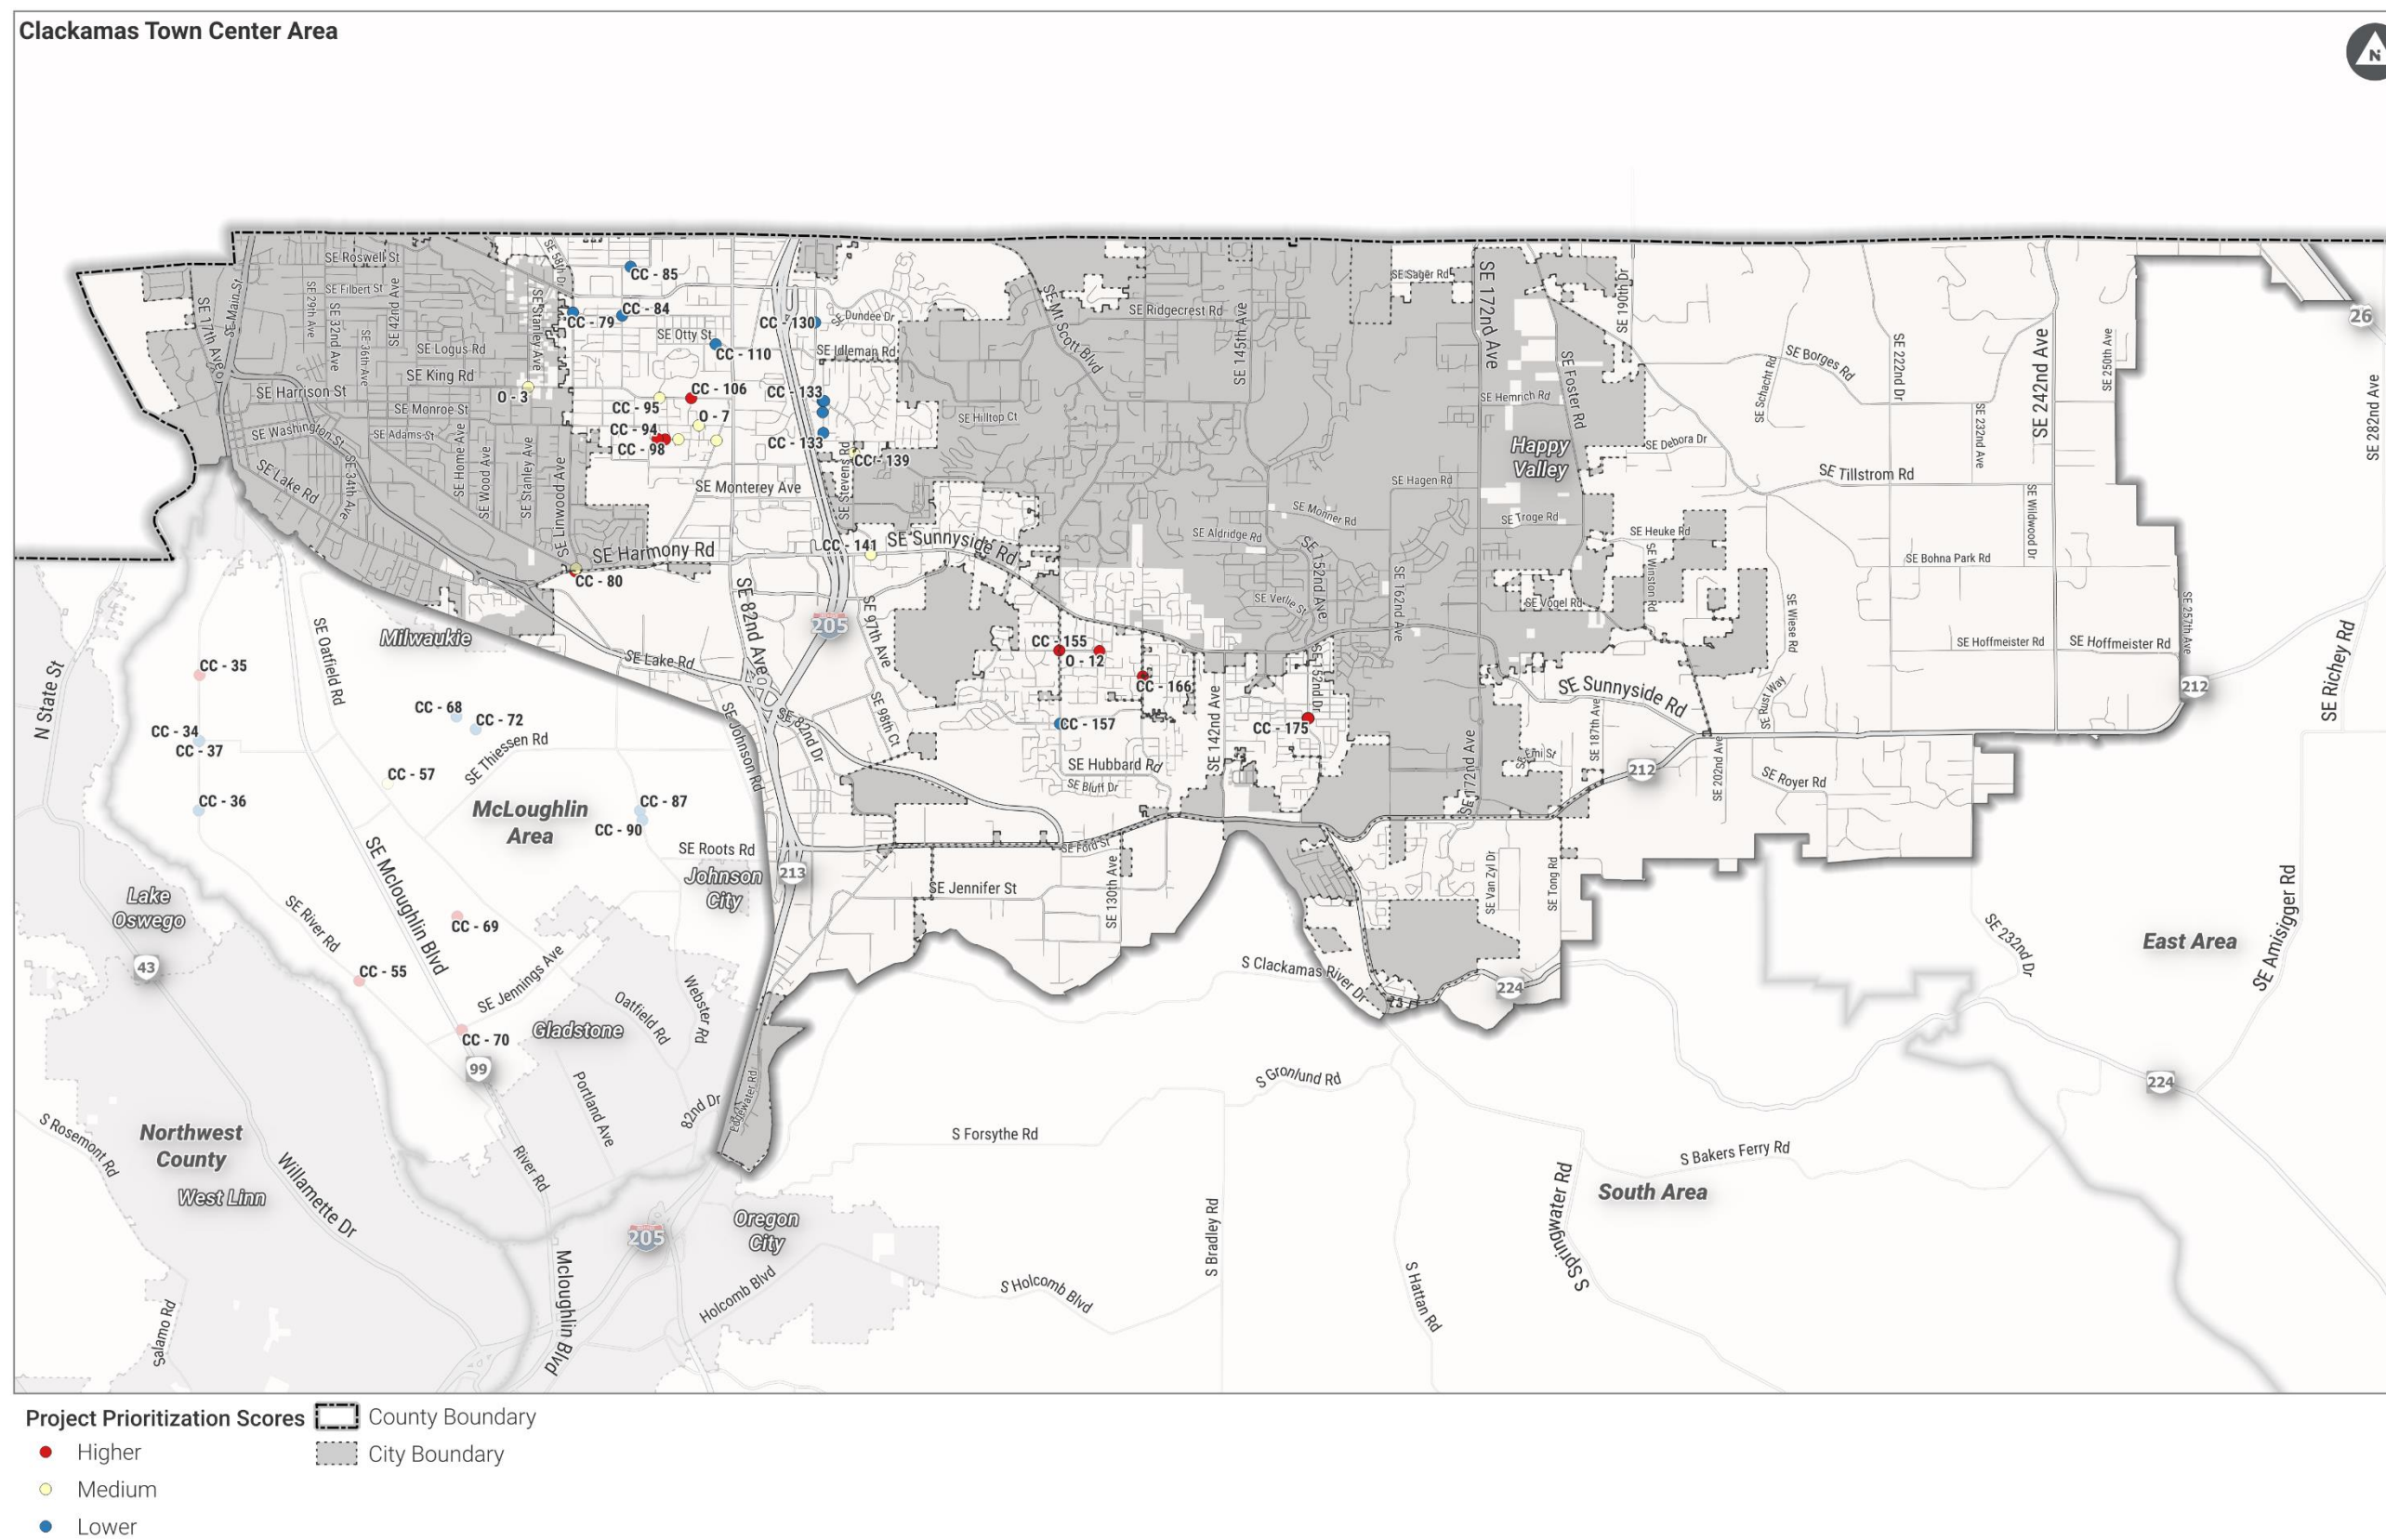 Clackamas Town Center Area
N
SE Roswell St
SE 58th Dr
CC - 85
SE Sager Rd
SE 172nd Ave
SE 190th Dr
SE 17th Ave
SE Main St
SE Filbert St
SE 29th Ave
SE 32nd Ave
SE 36th Ave
SE 42nd Ave
SE Stanley Ave
CC - 79
CC - 84
SE Otty St
CC - 130
SE Dundee Dr
SE Mt Scott Blvd
SE Ridgecrest Rd
SE 145th Ave
SE Foster Rd
26
SE Logus Rd
CC - 110
SE Idleman Rd
SE Borges Rd
SE Schacht Rd
SE 222nd Dr
SE 242nd Ave
SE 250th Ave
SE 282nd Ave
SE King Rd
SE Harrison St
O - 3
CC - 106
CC - 133
SE Hemrich Rd
SE Monroe St
CC - 95
O - 7
SE Hilltop Ct
SE 232nd Ave
SE Washington St
SE Adams St
CC - 94
CC - 98
CC - 133
SE Stevens Rd
CC - 139
Happy
Valley
SE Debora Dr
SE Lake Rd
SE 34th Ave
SE Home Ave
SE Wood Ave
SE Stanley Ave
SE Linwood Ave
SE Monterey Ave
SE Hagen Rd
SE Tillstrom Rd
SE Monner Rd
SE Troge Rd
SE Wildwood Dr
SE Harmony Rd
CC - 141
SE Sunnyside Rd
SE Aldridge Rd
SE 152nd Ave
SE 162nd Ave
SE Heuke Rd
SE Winston Rd
SE Bohna Park Rd
CC - 80
SE 82nd Ave
SE 97th Ave
SE Verlie St
SE Vogel Rd
SE Wiese Rd
SE 257th Ave
205
Milwaukie
SE Oatfield Rd
N State St
CC - 35
SE Lake Rd
CC - 155
O - 12
SE Hoffmeister Rd
SE Hoffmeister Rd
SE Richey Rd
CC - 166
SE Sunnyside Rd
SE Rust Way
212
CC - 68
CC - 72
SE 98th Ct
SE 142nd Ave
SE 152nd Dr
CC - 34
CC - 37
SE Thiessen Rd
SE Johnson Rd
SE 82nd Dr
CC - 157
CC - 175
SE 172nd Ave
SE 187th Ave
SE 202nd Ave
SE Emi St
CC - 57
SE Hubbard Rd
SE Bluff Dr
212
SE Royer Rd
CC - 36
McLoughlin
Area
CC - 87
CC - 90
SE McLoughlin Blvd
SE Roots Rd
SE Ford St
Johnson
City
213
SE Jennifer St
SE 130th Ave
SE Van Zyl Dr
SE Tong Rd
Lake
Oswego
SE River Rd
CC - 69
43
CC - 55
SE Jennings Ave
S Clackamas River Dr
224
SE 232nd Dr
East Area
SE Amisigger Rd
Webster Rd
Oatfield Rd
Gladstone
CC - 70
99
Portland Ave
82nd Dr
Edgewater Rd
S Gronlund Rd
224
S Rosemont Rd
Northwest
County
West Linn
Willamette Dr
River Rd
S Forsythe Rd
S Bakers Ferry Rd
South Area
S Springwater Rd
S Bradley Rd
Oregon
City
205
Mcloughlin Blvd
Holcomb Blvd
S Holcomb Blvd
S Hattan Rd
Salamo Rd
Project Prioritization Scores
Higher
Medium
Lower
County Boundary
City Boundary